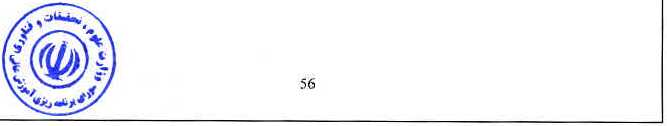 وزارت علوم، تحقیقات و فناوری
شورای برنامه ریزی آموزش عالی
56